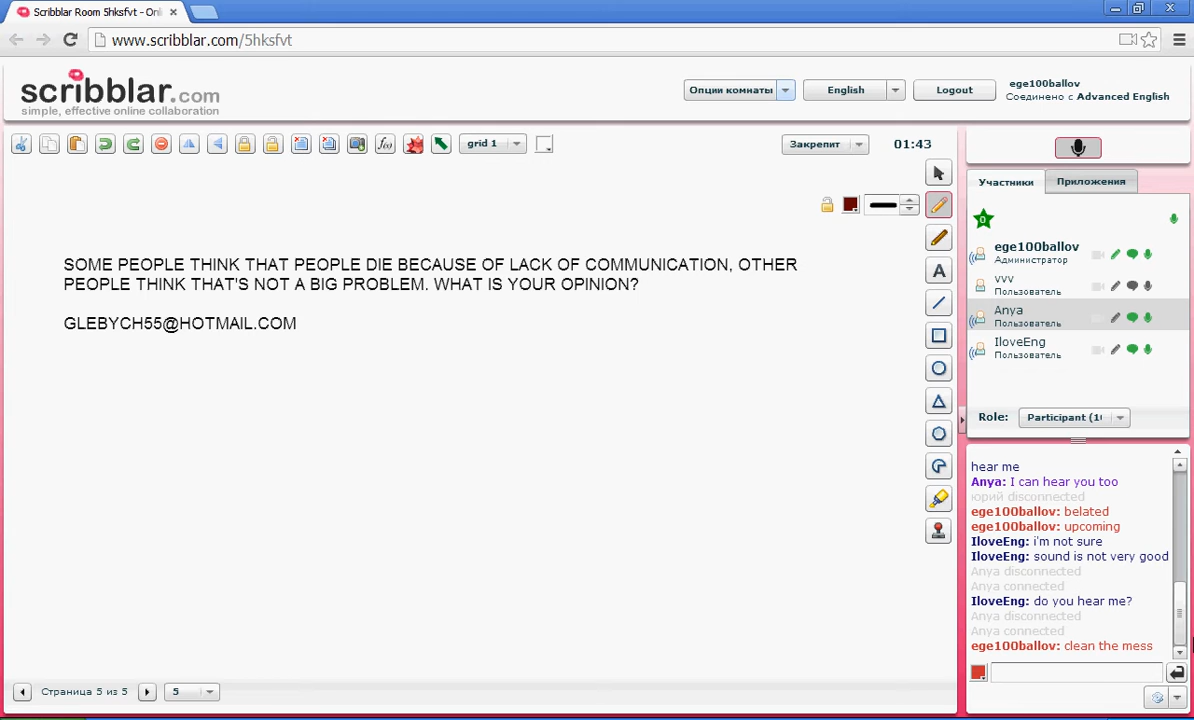 Scribblar Room 5hksfvt - Onl
www.scribblar.com/5hksfvt
scribblar.com
simple, effective online collaboration
Опции комнаты
English
Logout
ege100ballov
Соединено с Advanced English
f(x)
grid 1
Закрепит
01:43
Участники
Приложения
0
ege100ballov
Администратор
vvv
Пользователь
Anya
Пользователь
IloveEng
Пользователь
Role: Participant (10
SOME PEOPLE THINK THAT PEOPLE DIE BECAUSE OF LACK OF COMMUNICATION, OTHER
PEOPLE THINK THAT'S NOT A BIG PROBLEM. WHAT IS YOUR OPINION?
GLEBYCH55@HOTMAIL.COM
A
hear me
Anya: I can hear you too
юрий disconnected
ege100ballov: belated
ege100ballov: upcoming
IloveEng: i'm not sure
IloveEng: sound is not very good
Anya disconnected
Anya connected
IloveEng: do you hear me?
Anya disconnected
Anya connected
ege100ballov: clean the mess
Страница 5 из 5
5